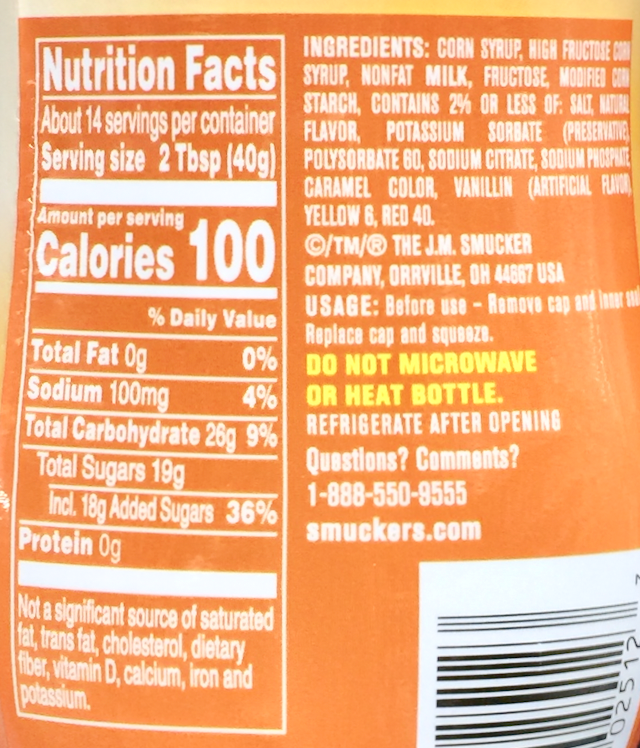 Nutrition Facts
About 14 servings per container
Serving size 2 Tbsp (40g)
Amount per serving
Calories 100
% Daily Value
Total Fat 0g 0%
Sodium 100mg 4%
Total Carbohydrate 26g 9%
Total Sugars 19g
Incl. 18g Added Sugars 36%
Protein 0g
Not a significant source of saturated
fat, trans fat, cholesterol, dietary
fiber, vitamin D, calcium, iron and
potassium.
INGREDIENTS: CORN SYRUP, HIGH FRUCTOSE CORN
SYRUP, NONFAT MILK, FRUCTOSE, MODIFIED CORN
STARCH, CONTAINS 2% OR LESS OF: SALT, NATURAL
FLAVOR, POTASSIUM SORBATE (PRESERVATIVE),
POLYSORBATE 60, SODIUM CITRATE, SODIUM PHOSPHATE,
CARAMEL COLOR, VANILLIN (ARTIFICIAL FLAVOR),
YELLOW 6, RED 40.
©/TM/® THE J.M. SMUCKER
COMPANY, ORRVILLE, OH 44667 USA
USAGE: Before use - Remove cap and inner
Replace cap and squeeze.
DO NOT MICROWAVE
OR HEAT BOTTLE.
REFRIGERATE AFTER OPENING
Questions? Comments?
1-888-550-9555
smuckers.com
02512